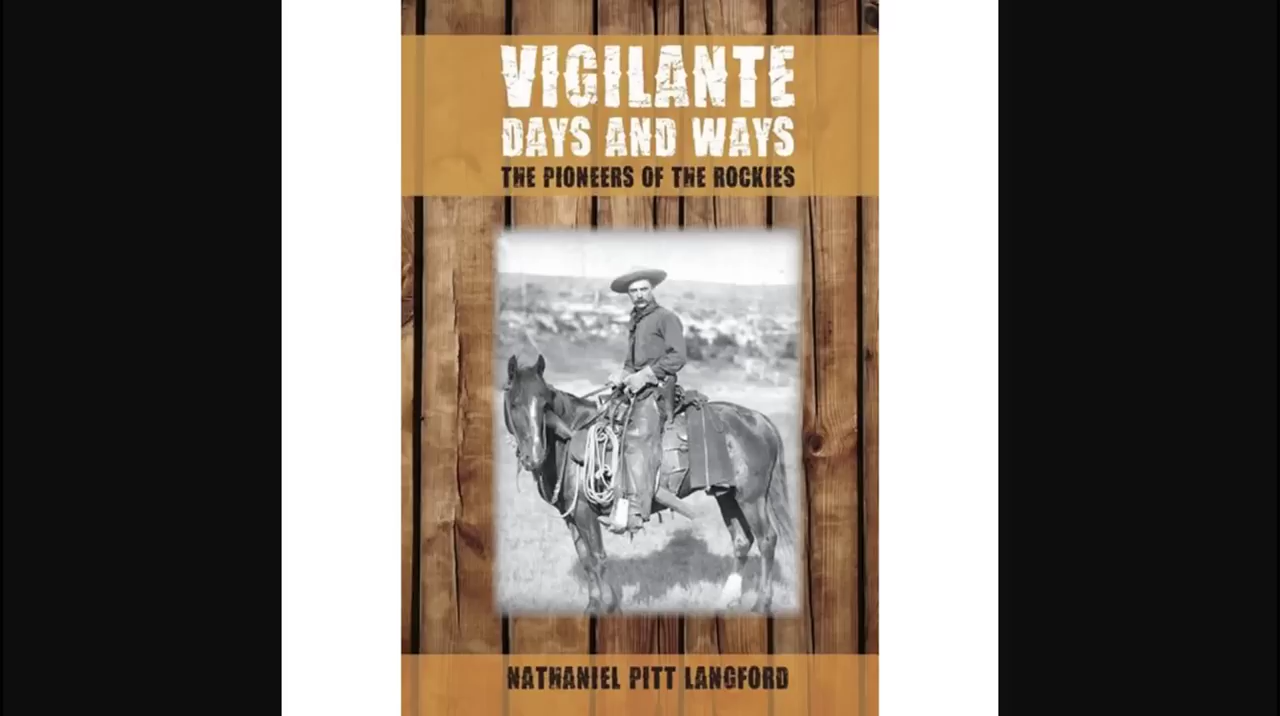 VIGILANTE
DAYS AND WAYS
THE PIONEERS OF THE ROCKIES
NATHANIEL PITT LANGFORD